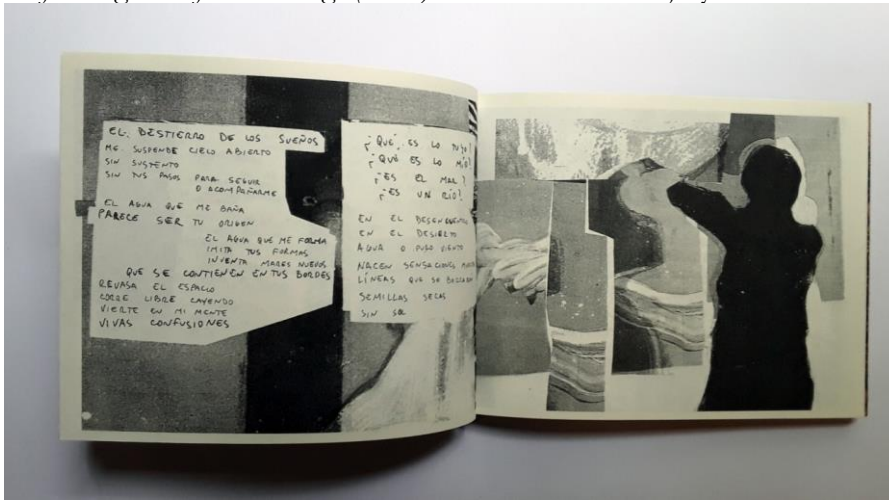 EL DESTIERRO DE LOS SUEÑOS
ME SUSPENDE CIELO ABIERTO
SIN SUSTENTO
SIN TUS PASOS PARA SEGUIR
O ACOMPAÑARME
EL AGUA QUE ME BAÑA
PARECE SER TU ORIGEN
EL AGUA QUE ME FORMA
IMITA TUS FORMAS
INVENTA MARES NUEVOS
QUE SE CONTIENEN EN TUS BORDES
REVASA EL ESPACIO
CORRE LIBRE CAYENDO
VIERTE EN MI MENTE
VIVAS CONFUSIONES
¿QUÉ ES LO TUYO?
¿QUÉ ES LO MÍO?
¿ES EL MAR?
¿ES UN RÍO?
EN EL DESENCUENTRO
EN EL DESIERTO
AGUA O PURO VIENTO
NACEN SENSACIONES
LÍNEAS QUE SE
SEMILLAS SECAS
SIN SOL